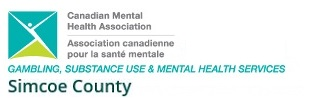 Canadian Mental
Health Association
Association canadienne
pour la santé mentale
GAMBLING, SUBSTANCE USE & MENTAL HEALTH SERVICES
Simcoe County